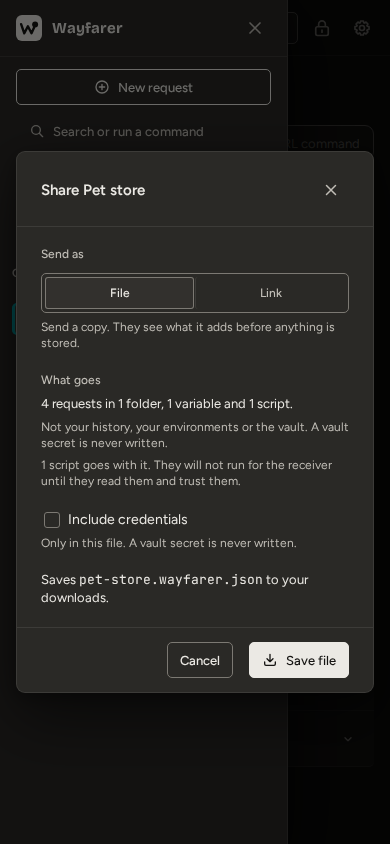 Wayfarer
New request
Search or run a command
command
Share Pet store
Send as
File
Link
Send a copy. They see what it adds before anything is
stored.
What goes
4 requests in 1 folder, 1 variable and 1 script.
Not your history, your environments or the vault. A vault
secret is never written.
1 script goes with it. They will not run for the receiver
until they read them and trust them.
Include credentials
Only in this file. A vault secret is never written.
Saves pet-store.wayfarer.json to your
downloads.
Cancel
Save file